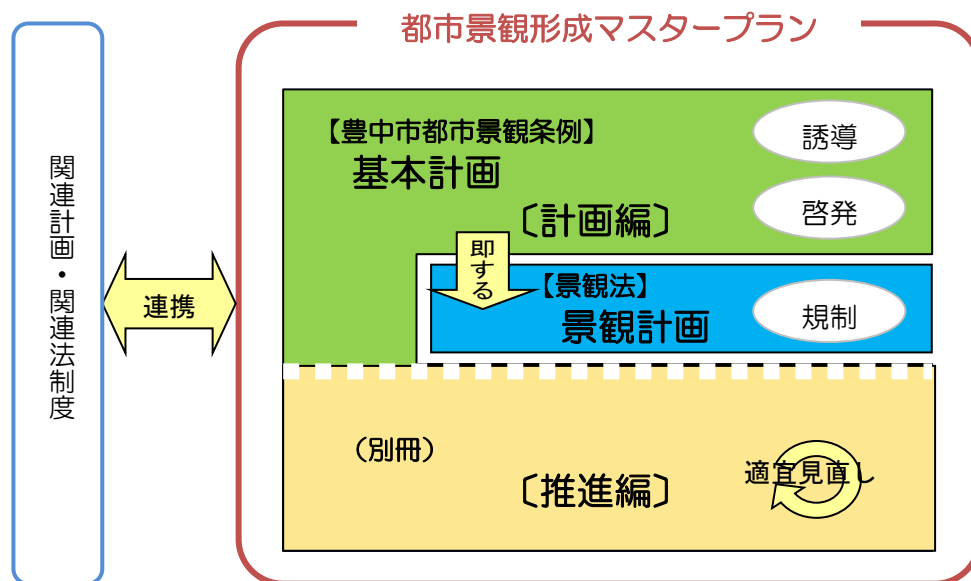 都市景観形成マスタープラン
関連計画・関連法制度
連携
【豊中市都市景観条例】
基本計画
〔計画編〕
誘導
啓発
即する
【景観法】
景観計画
規制
（別冊）
〔推進編〕
適宜見直し